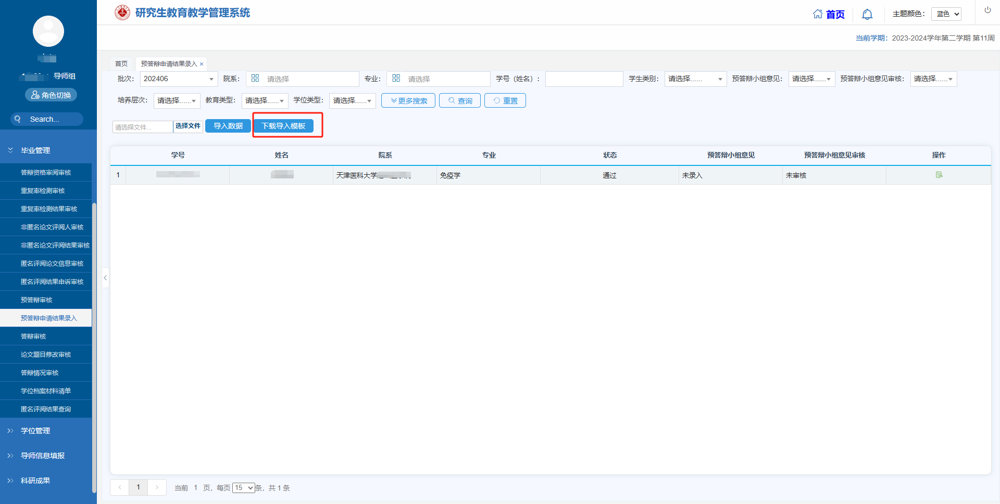 研究生教育教学管理系统
首页
主题颜色：
蓝色
当前学期：2023-2024学年第二学期 第11周
导师组
角色切换
Search...
毕业管理
答辩资格审阅审核
重复率检测审核
重复率检测结果审核
非匿名论文评阅人审核
非匿名论文评阅结果审核
匿名评阅论文信息审核
匿名评阅结果申诉审核
预答辩审核
预答辩申请结果录入
答辩审核
论文题目修改审核
答辩情况审核
学位档案材料清单
匿名评阅结果查询
学位管理
导师信息填报
科研成果
首页
预答辩申请结果录入 ×
批次： 202406 院系： 请选择 专业： 请选择 学号（姓名）： 学生类别： 请选择...... 预答辩小组意见： 请选择...... 预答辩小组意见审核： 请选择......
培养层次： 请选择...... 教育类型： 请选择...... 学位类型： 请选择...... 更多搜索 查询 重置
请选择文件... 选择文件 导入数据 下载导入模板
学号 姓名 院系 专业 状态 预答辩小组意见 预答辩小组意见审核 操作
1 天津医科大学 免疫学 通过 未录入 未审核
1 当前 1 页，每页 15 条，共 1 条